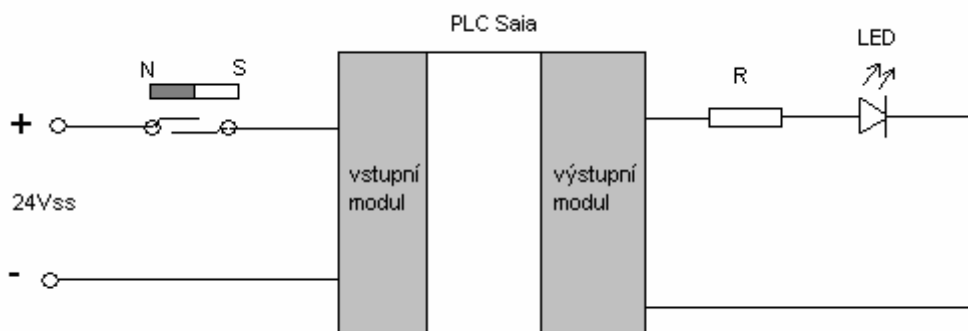 PLC Saia
N S
LED
R
+
vstupní
modul
výstupní
modul
24Vss
-